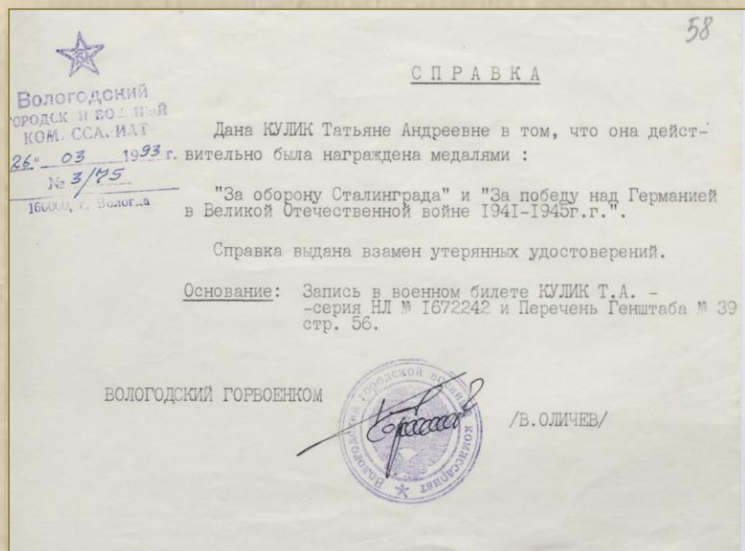 58
СПРАВКА
Вологодский
КОМ. ССА. ИАТ
26" 03 1993 г.
№ 3/75
160000, г. Вологда
Дана КУЛИК Татьяне Андреевне в том, что она дейст-
вительно была награждена медалями :
"За оборону Сталинграда" и "За победу над Германией
в Великой Отечественной войне 1941-1945г.г.".
Справка выдана взамен утерянных удостоверений.
Основание: Запись в военном билете КУЛИК Т.А. -
-серия НЛ № 1672242 и Перечень Генштаба № 39
стр. 56.
ВОЛОГОДСКИЙ ГОРВОЕНКОМ
/В.ОЛИЧЕВ/
Вологодский городской военный комиссариат